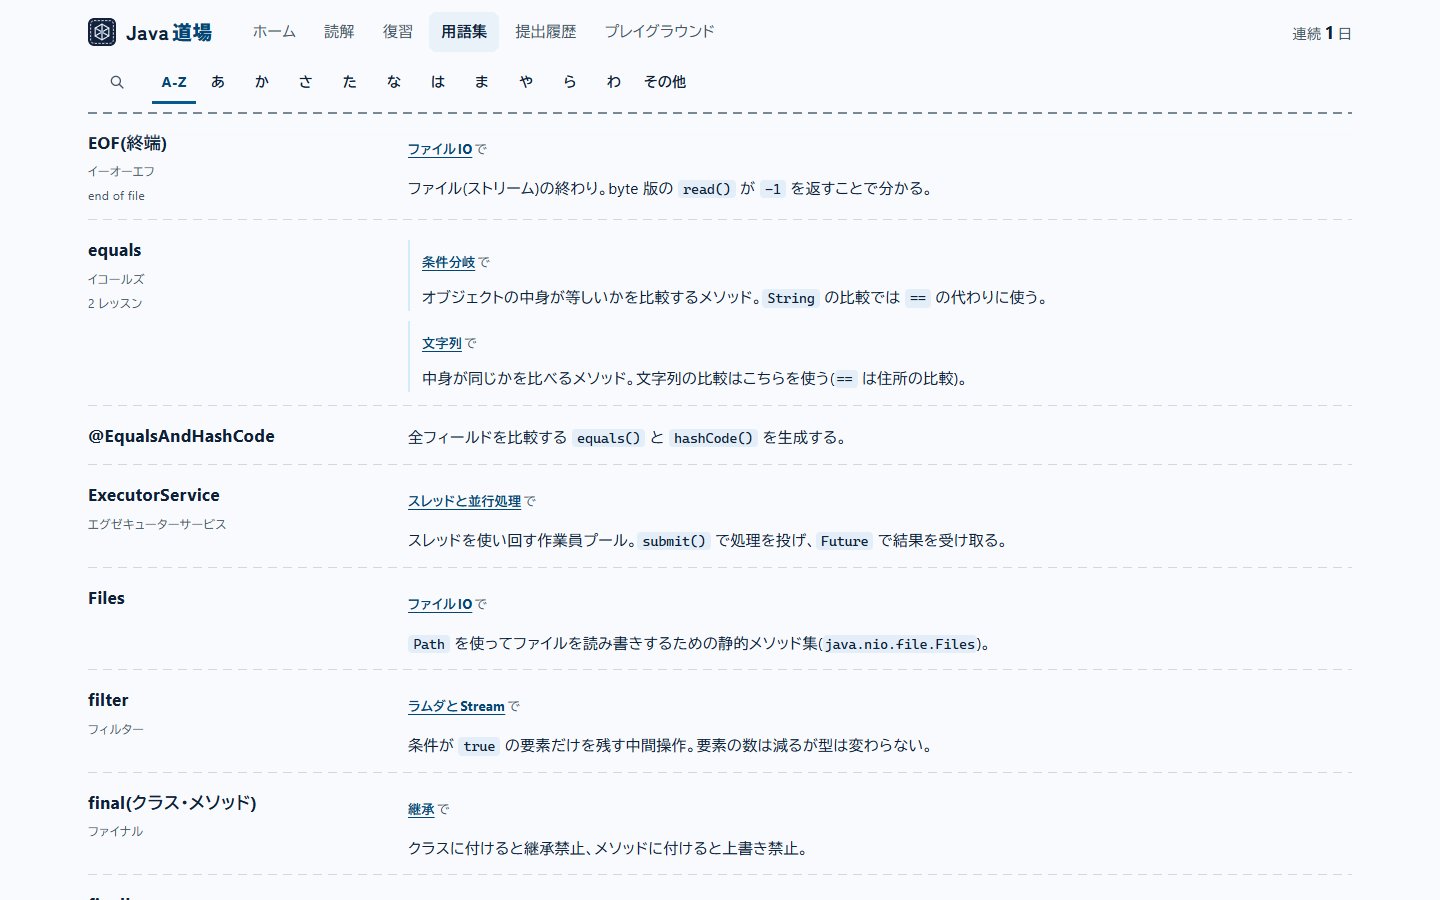 Java 道場 ホーム 読解 復習 用語集 提出履歴 プレイグラウンド 連続 1 日
A-Z あ か さ た な は ま や ら わ その他
EOF(終端)
イーオーエフ
end of file
ファイル IO で
ファイル(ストリーム)の終わり。byte 版の read() が -1 を返すことで分かる。
equals
イコールズ
2 レッスン
条件分岐 で
オブジェクトの中身が等しいかを比較するメソッド。String の比較では == の代わりに使う。
文字列 で
中身が同じかを比べるメソッド。文字列の比較はこちらを使う(== は住所の比較)。
@EqualsAndHashCode
全フィールドを比較する equals() と hashCode() を生成する。
ExecutorService
エグゼキューターサービス
スレッドと並行処理 で
スレッドを使い回す作業員プール。submit() で処理を投げ、Future で結果を受け取る。
Files
ファイル IO で
Path を使ってファイルを読み書きするための静的メソッド集(java.nio.file.Files)。
filter
フィルター
ラムダと Stream で
条件が true の要素だけを残す中間操作。要素の数は減るが型は変わらない。
final(クラス・メソッド)
ファイナル
継承 で
クラスに付けると継承禁止、メソッドに付けると上書き禁止。